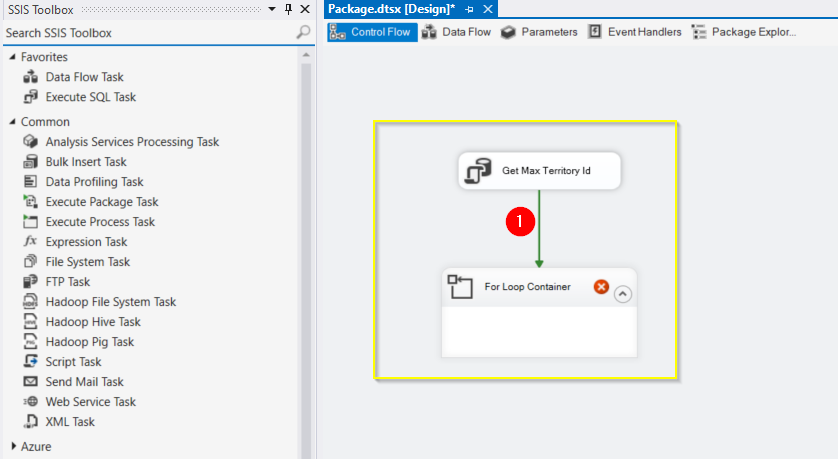 SSIS Toolbox
Search SSIS Toolbox
Favorites
Data Flow Task
Execute SQL Task
Common
Analysis Services Processing Task
Bulk Insert Task
Data Profiling Task
Execute Package Task
Execute Process Task
Expression Task
File System Task
FTP Task
Hadoop File System Task
Hadoop Hive Task
Hadoop Pig Task
Script Task
Send Mail Task
Web Service Task
XML Task
Azure
Package.dtsx [Design]*
Control Flow Data Flow Parameters Event Handlers Package Explor...
Get Max Territory Id
1
For Loop Container